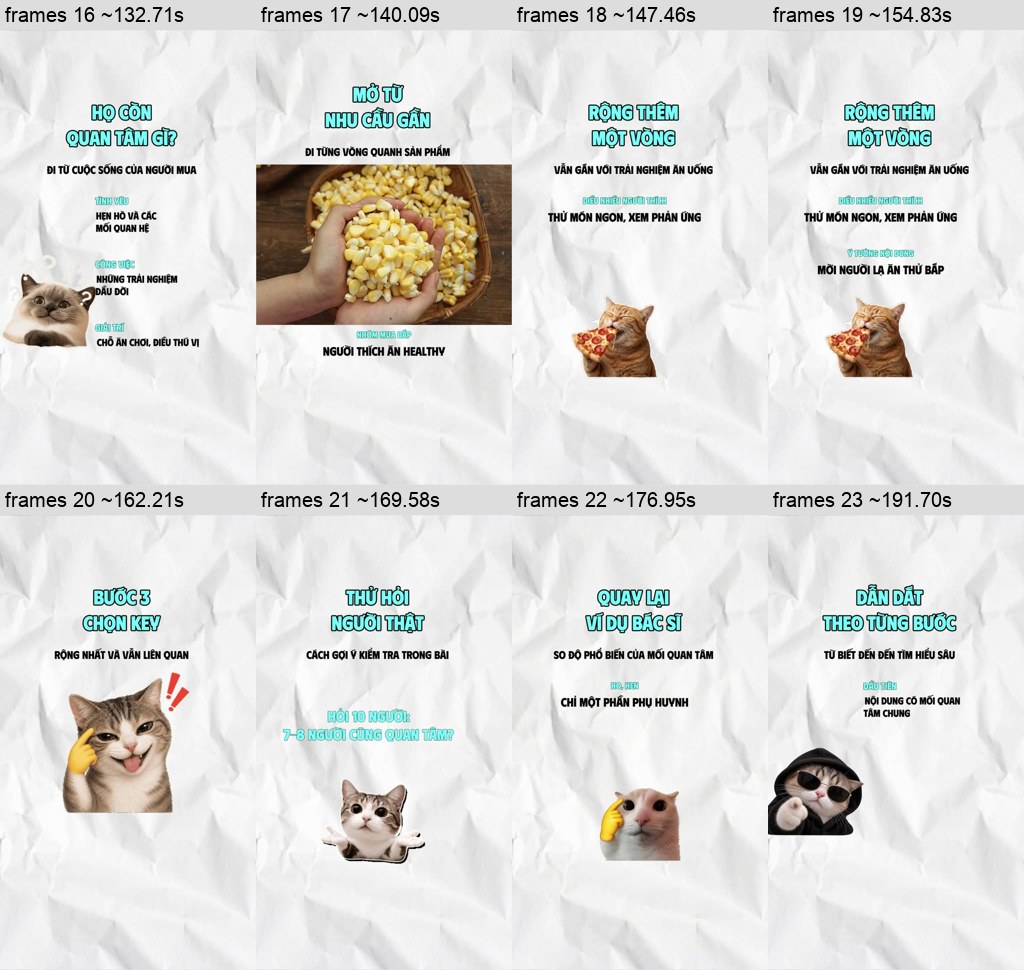 frames 16 ~132.71s
HỌ CÒN
QUAN TÂM GÌ?
ĐI TỪ CUỘC SỐNG CỦA NGƯỜI MUA
TÌNH YÊU
HẸN HÒ VÀ CÁC
MỐI QUAN HỆ
CÔNG VIỆC
NHỮNG TRẢI NGHIỆM
ĐẦU ĐỜI
GIẢI TRÍ
CHỖ ĂN CHƠI, ĐIỀU THÚ VỊ
frames 17 ~140.09s
MỞ TỪ
NHU CẦU GẦN
ĐI TỪNG VÒNG QUANH SẢN PHẨM
NHÓM MUA BẮP
NGƯỜI THÍCH ĂN HEALTHY
frames 18 ~147.46s
RỘNG THÊM
MỘT VÒNG
VẪN GẮN VỚI TRẢI NGHIỆM ĂN UỐNG
ĐIỀU NHIỀU NGƯỜI THÍCH
THỬ MÓN NGON, XEM PHẢN ỨNG
frames 19 ~154.83s
RỘNG THÊM
MỘT VÒNG
VẪN GẮN VỚI TRẢI NGHIỆM ĂN UỐNG
ĐIỀU NHIỀU NGƯỜI THÍCH
THỬ MÓN NGON, XEM PHẢN ỨNG
Ý TƯỞNG NỘI DUNG
MỜI NGƯỜI LẠ ĂN THỬ BẮP
frames 20 ~162.21s
BƯỚC 3
CHỌN KEY
RỘNG NHẤT VÀ VẪN LIÊN QUAN
frames 21 ~169.58s
THỬ HỎI
NGƯỜI THẬT
CÁCH GỢI Ý KIỂM TRA TRONG BÀI
HỎI 10 NGƯỜI:
7-8 NGƯỜI CÙNG QUAN TÂM?
frames 22 ~176.95s
QUAY LẠI
VÍ DỤ BÁC SĨ
SO ĐỘ PHỔ BIẾN CỦA MỐI QUAN TÂM
HO, HEN
CHỈ MỘT PHẦN PHỤ HUYNH
frames 23 ~191.70s
DẪN DẮT
THEO TỪNG BƯỚC
TỪ BIẾT ĐẾN ĐẾN TÌM HIỂU SÂU
ĐẦU TIÊN
NỘI DUNG CÓ MỐI QUAN
TÂM CHUNG